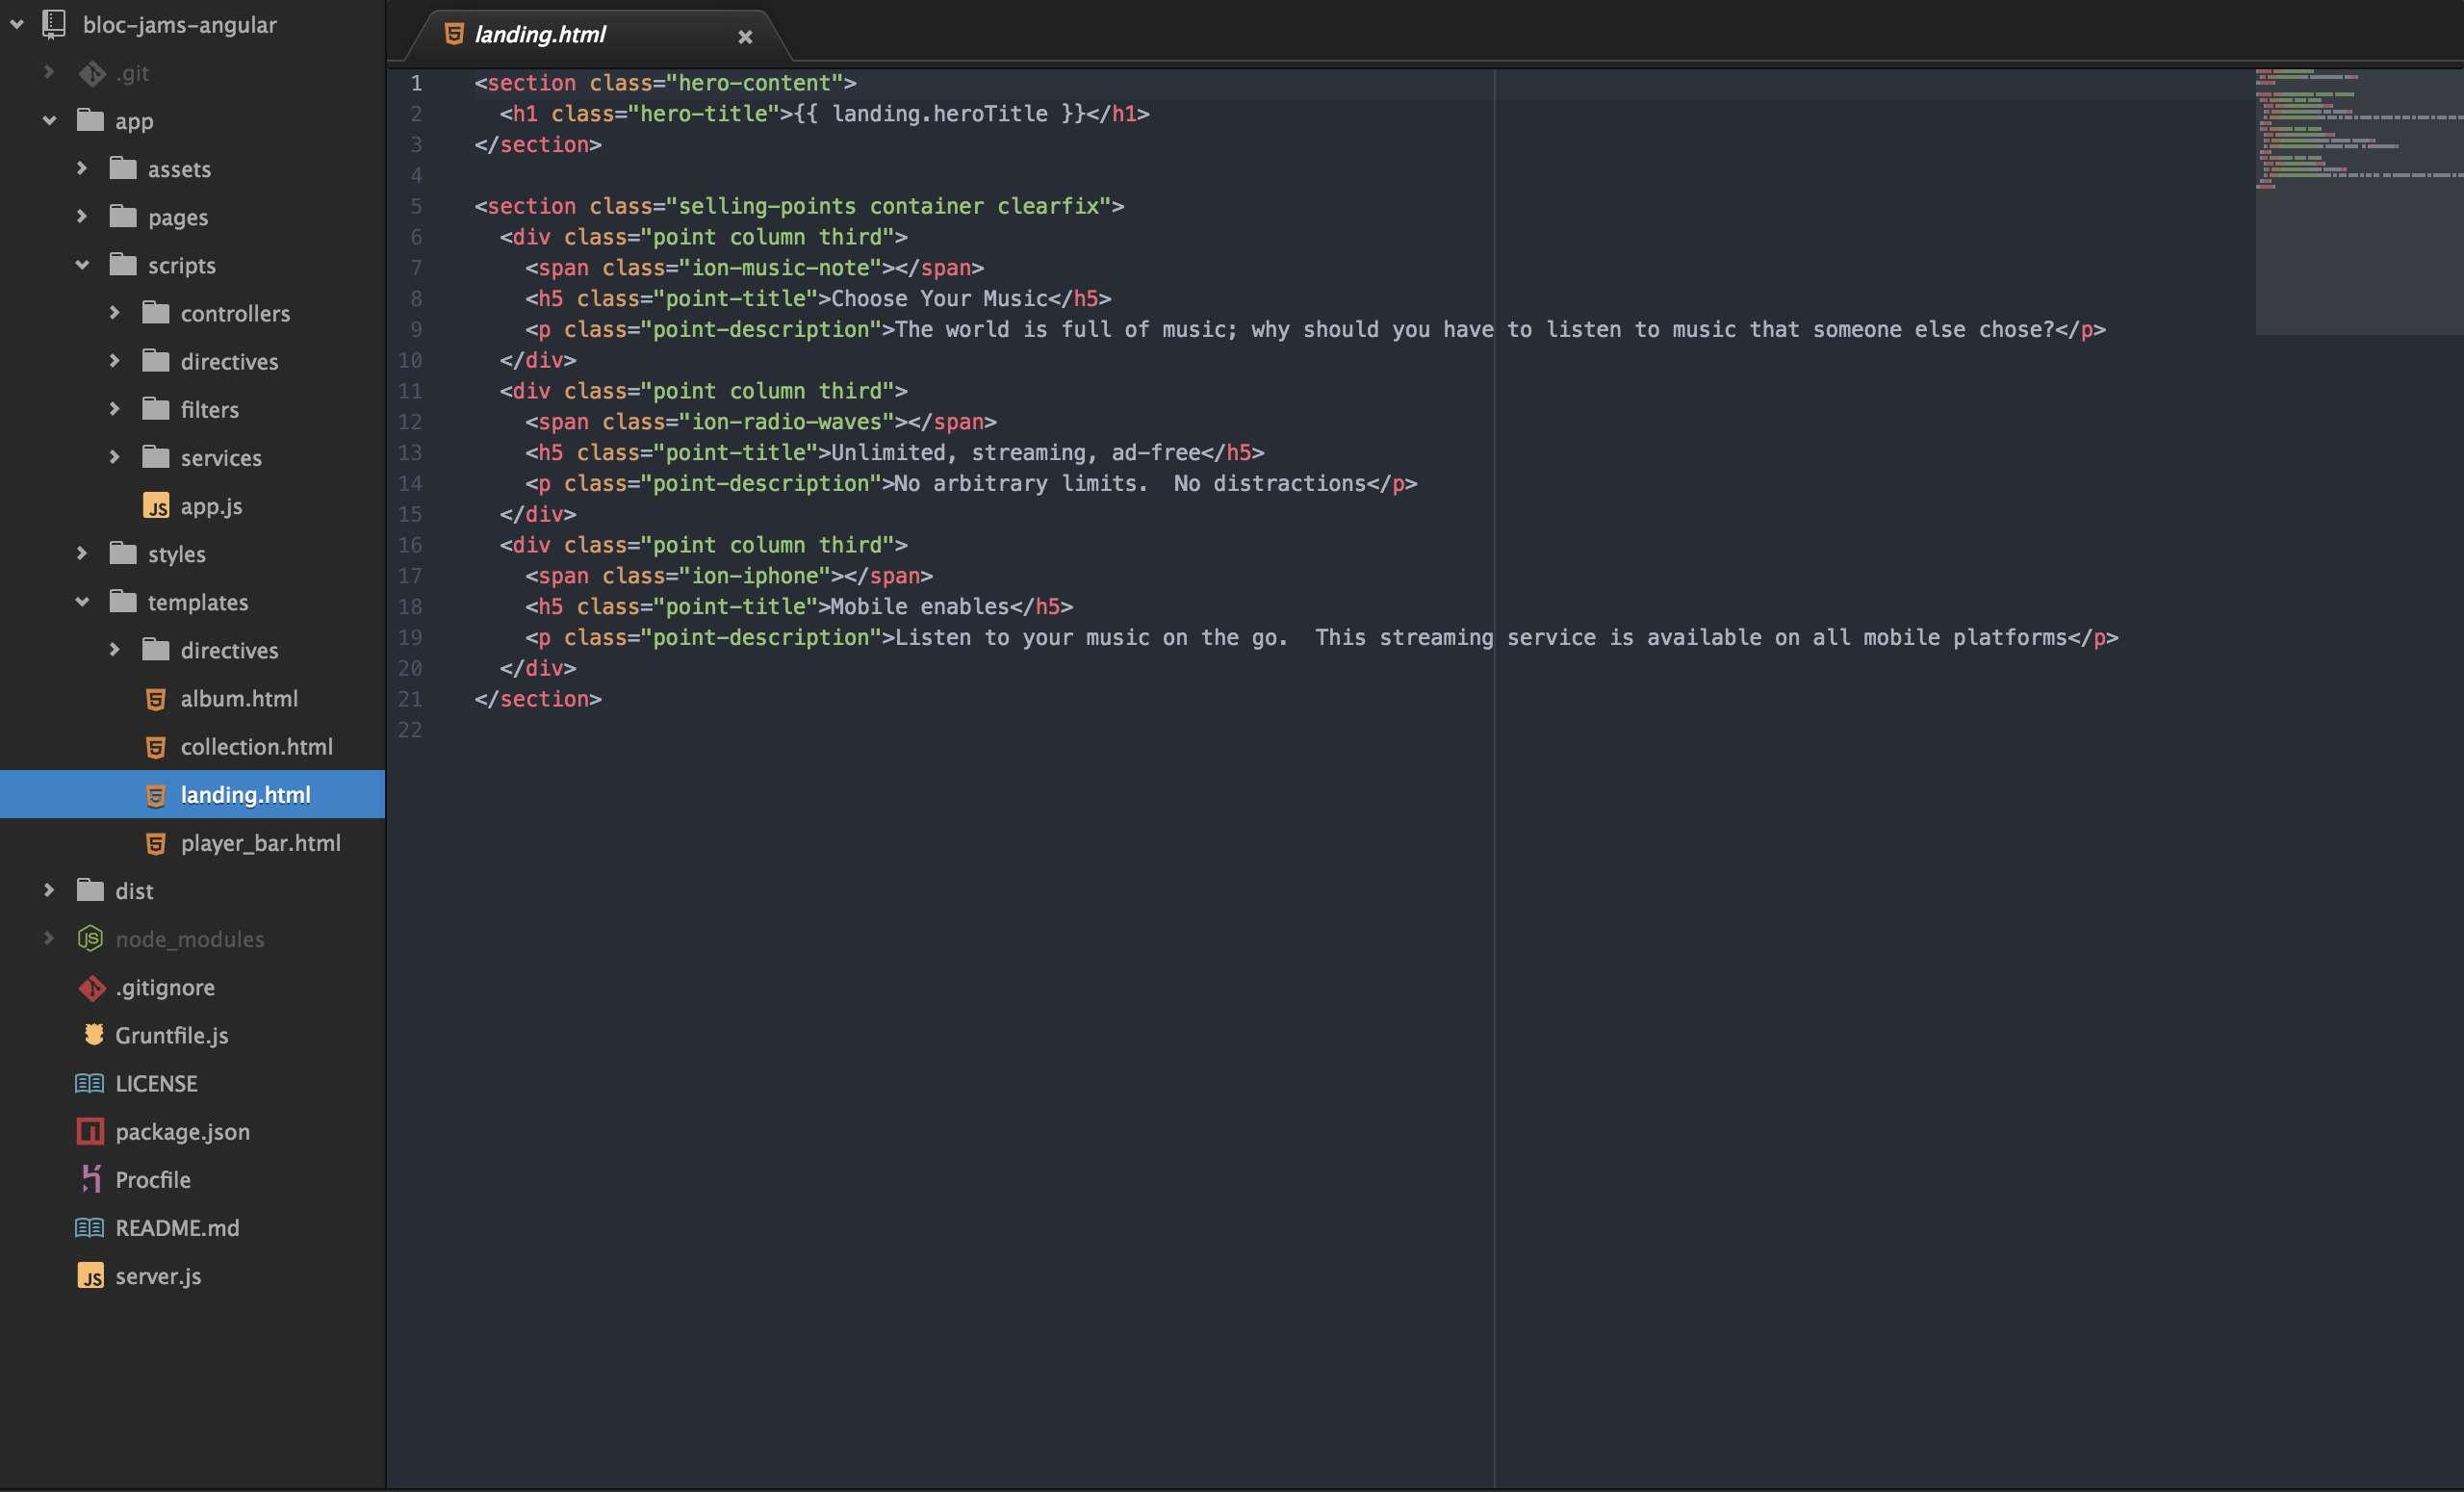 bloc-jams-angular
.git
app
assets
pages
scripts
controllers
directives
filters
services
app.js
styles
templates
directives
album.html
collection.html
landing.html
player_bar.html
dist
node_modules
.gitignore
Gruntfile.js
LICENSE
package.json
Procfile
README.md
server.js
landing.html
1 <section class="hero-content">
2   <h1 class="hero-title">{{ landing.heroTitle }}</h1>
3 </section>
4
5 <section class="selling-points container clearfix">
6   <div class="point column third">
7     <span class="ion-music-note"></span>
8     <h5 class="point-title">Choose Your Music</h5>
9     <p class="point-description">The world is full of music; why should you have to listen to music that someone else chose?</p>
10   </div>
11   <div class="point column third">
12     <span class="ion-radio-waves"></span>
13     <h5 class="point-title">Unlimited, streaming, ad-free</h5>
14     <p class="point-description">No arbitrary limits.  No distractions</p>
15   </div>
16   <div class="point column third">
17     <span class="ion-iphone"></span>
18     <h5 class="point-title">Mobile enables</h5>
19     <p class="point-description">Listen to your music on the go.  This streaming service is available on all mobile platforms</p>
20   </div>
21 </section>
22